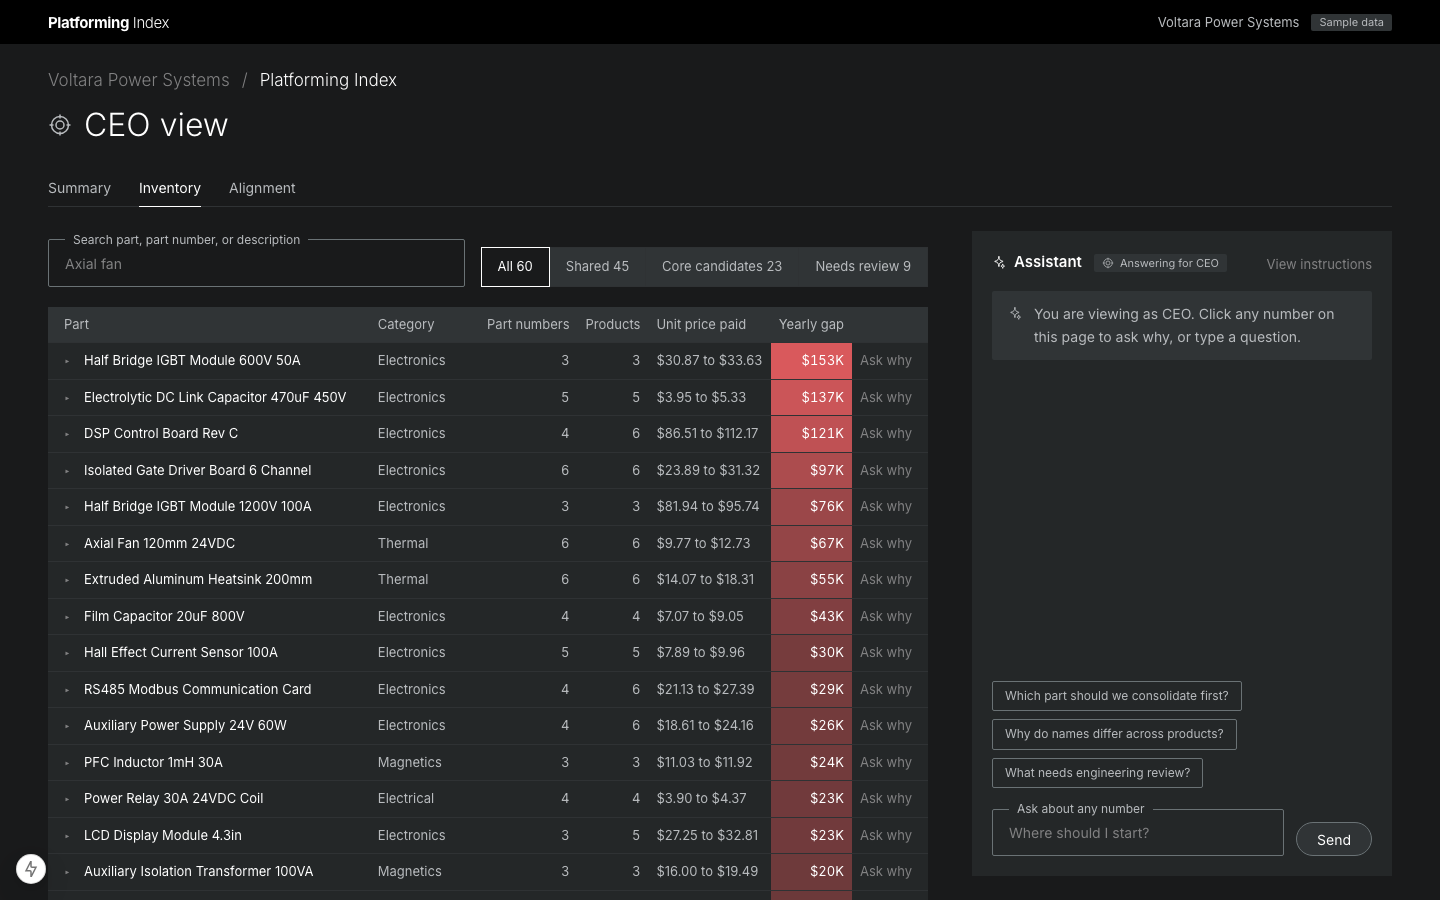 Platforming Index
Voltara Power Systems Sample data
Voltara Power Systems / Platforming Index
CEO view
Summary Inventory Alignment
Search part, part number, or description
Axial fan
All 60 Shared 45 Core candidates 23 Needs review 9
Part Category Part numbers Products Unit price paid Yearly gap
Half Bridge IGBT Module 600V 50A Electronics 3 3 $30.87 to $33.63 $153K Ask why
Electrolytic DC Link Capacitor 470uF 450V Electronics 5 5 $3.95 to $5.33 $137K Ask why
DSP Control Board Rev C Electronics 4 6 $86.51 to $112.17 $121K Ask why
Isolated Gate Driver Board 6 Channel Electronics 6 6 $23.89 to $31.32 $97K Ask why
Half Bridge IGBT Module 1200V 100A Electronics 3 3 $81.94 to $95.74 $76K Ask why
Axial Fan 120mm 24VDC Thermal 6 6 $9.77 to $12.73 $67K Ask why
Extruded Aluminum Heatsink 200mm Thermal 6 6 $14.07 to $18.31 $55K Ask why
Film Capacitor 20uF 800V Electronics 4 4 $7.07 to $9.05 $43K Ask why
Hall Effect Current Sensor 100A Electronics 5 5 $7.89 to $9.96 $30K Ask why
RS485 Modbus Communication Card Electronics 4 6 $21.13 to $27.39 $29K Ask why
Auxiliary Power Supply 24V 60W Electronics 4 6 $18.61 to $24.16 $26K Ask why
PFC Inductor 1mH 30A Magnetics 3 3 $11.03 to $11.92 $24K Ask why
Power Relay 30A 24VDC Coil Electrical 4 4 $3.90 to $4.37 $23K Ask why
LCD Display Module 4.3in Electronics 3 5 $27.25 to $32.81 $23K Ask why
Auxiliary Isolation Transformer 100VA Magnetics 3 3 $16.00 to $19.49 $20K Ask why
Assistant Answering for CEO View instructions
You are viewing as CEO. Click any number on
this page to ask why, or type a question.
Which part should we consolidate first?
Why do names differ across products?
What needs engineering review?
Ask about any number
Where should I start?
Send